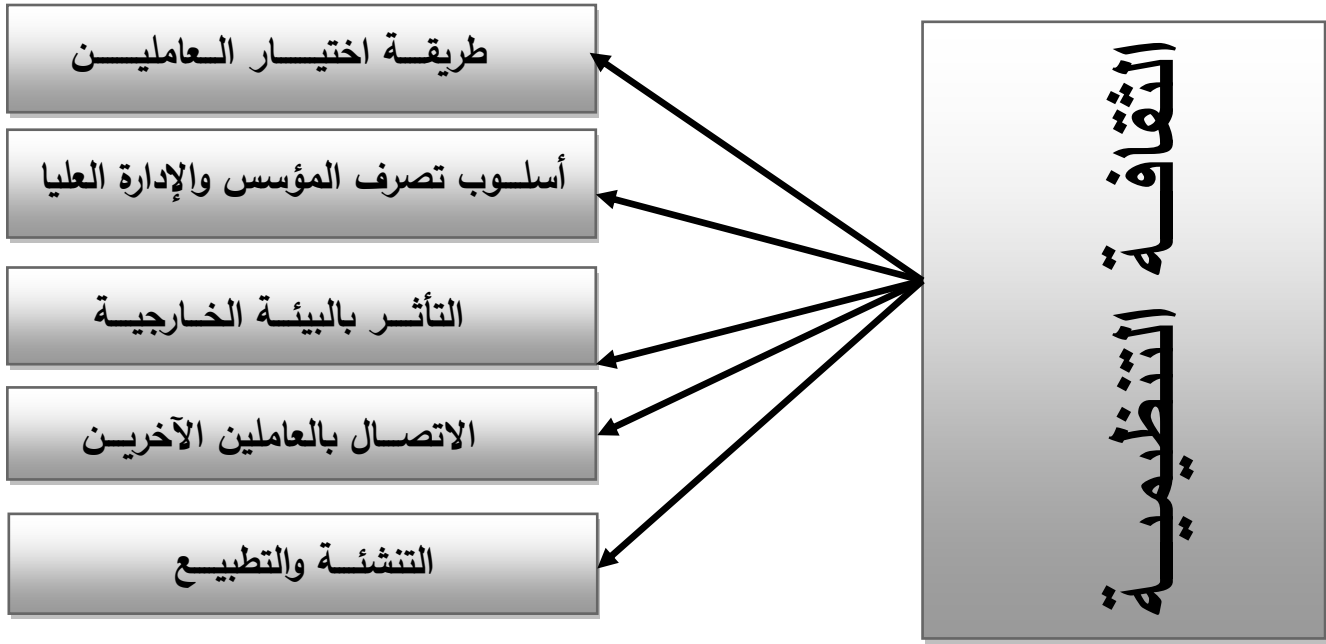 الثقافة التنظيمية
طريقة اختيار العاملين
أسلوب تصرف المؤسس والإدارة العليا
التأثر بالبيئة الخارجية
الاتصال بالعاملين الآخرين
التنشئة والتطبيع